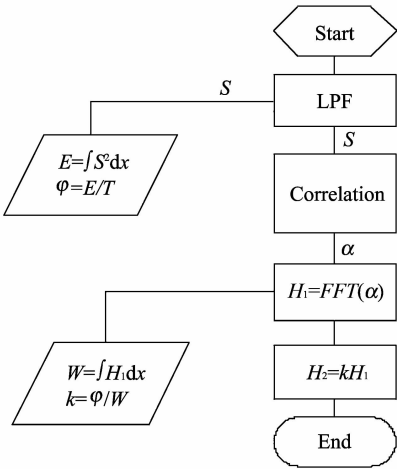 Start
S
LPF
E=∫S²dx
φ=E/T
S
Correlation
α
H₁=FFT(α)
W=∫H₁dx
k=φ/W
H₂=kH₁
End